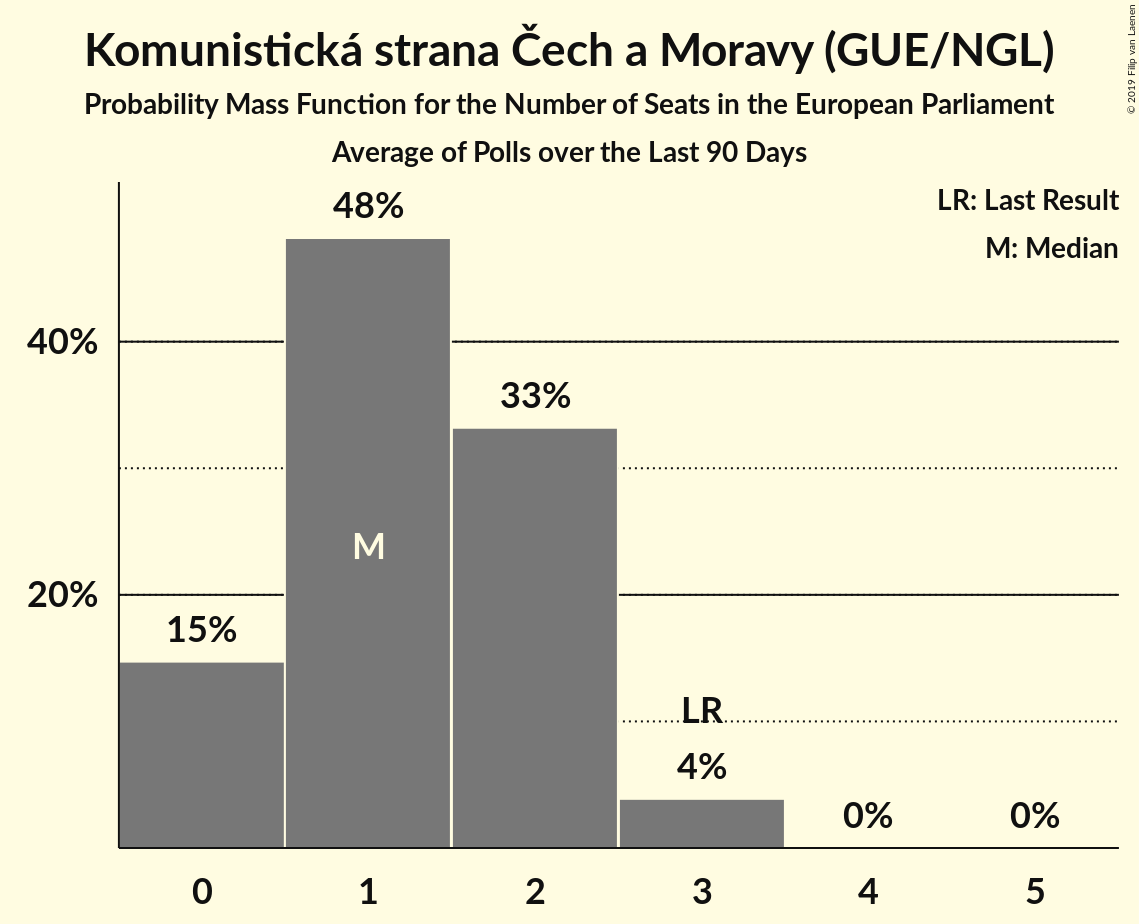 Komunistická strana Čech a Moravy (GUE/NGL)
Probability Mass Function for the Number of Seats in the European Parliament
Average of Polls over the Last 90 Days
© 2019 Filip van Laenen
LR: Last Result
M: Median
48%
40%
33%
M
20%
15%
LR
4%
0% 0%
0 1 2 3 4 5